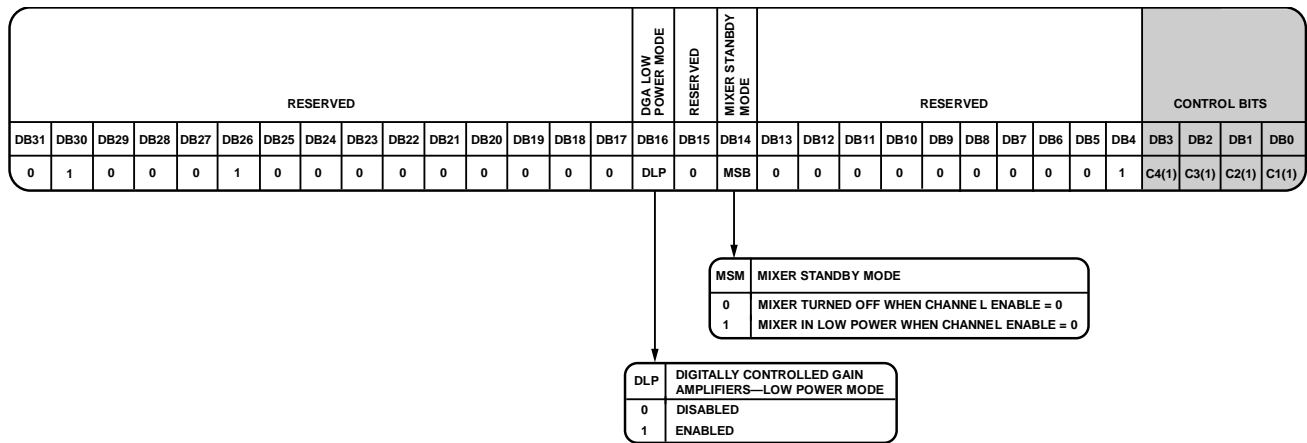 RESERVED
DGA LOW
POWER MODE
RESERVED
MIXER STANBDY
MODE
RESERVED
CONTROL BITS
DB31 DB30 DB29 DB28 DB27 DB26 DB25 DB24 DB23 DB22 DB21 DB20 DB19 DB18 DB17 DB16 DB15 DB14 DB13 DB12 DB11 DB10 DB9 DB8 DB7 DB6 DB5 DB4 DB3 DB2 DB1 DB0
0 1 0 0 0 1 0 0 0 0 0 0 0 0 0 DLP 0 MSB 0 0 0 0 0 0 0 0 0 1 C4(1) C3(1) C2(1) C1(1)
MSM MIXER STANDBY MODE
0 MIXER TURNED OFF WHEN CHANNE L ENABLE = 0
1 MIXER IN LOW POWER WHEN CHANNEL ENABLE = 0
DLP DIGITALLY CONTROLLED GAIN
AMPLIFIERS—LOW POWER MODE
0 DISABLED
1 ENABLED